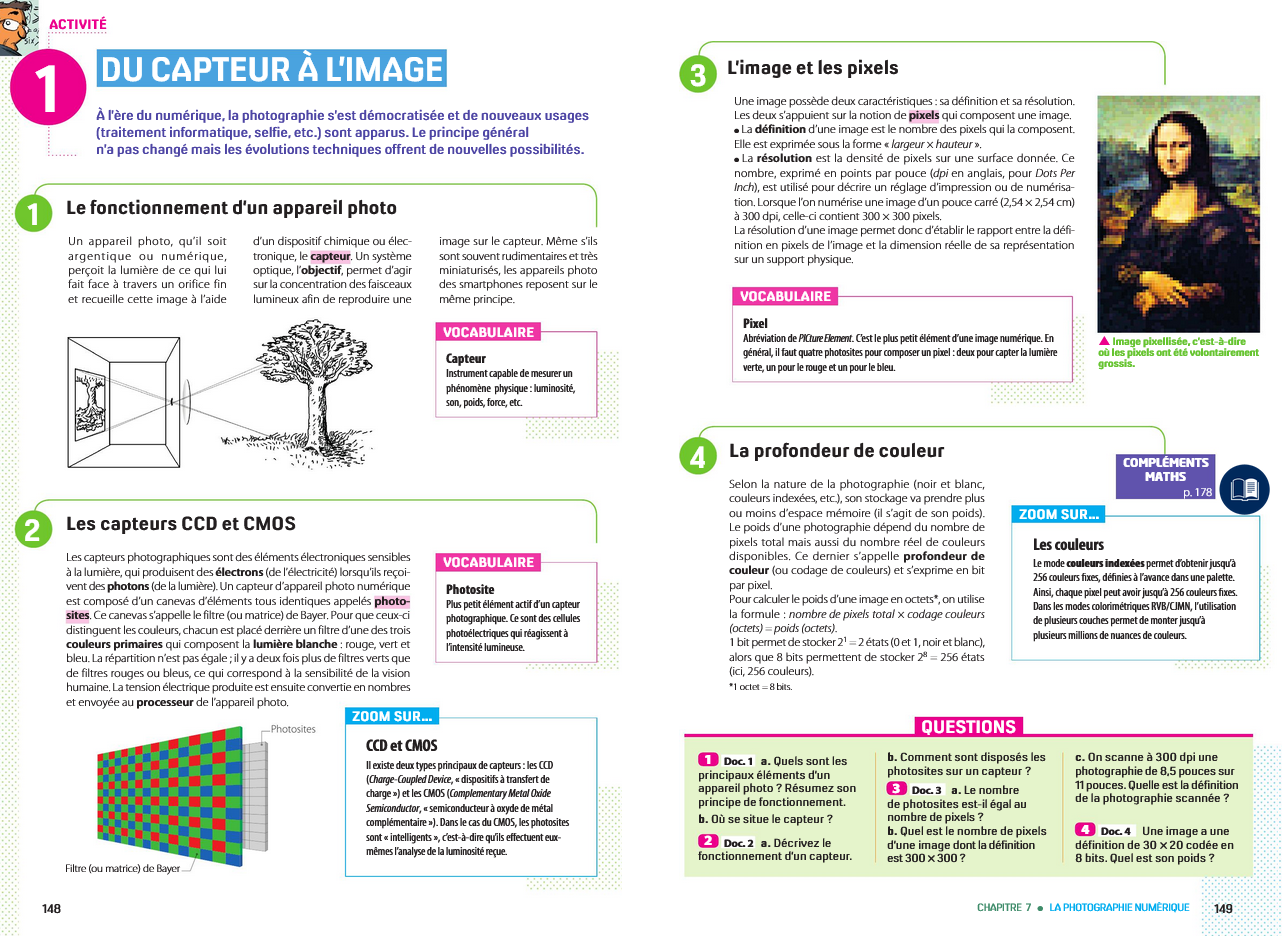 ACTIVITÉ
1
DU CAPTEUR À L'IMAGE
À l'ère du numérique, la photographie s'est démocratisée et de nouveaux usages
(traitement informatique, selfie, etc.) sont apparus. Le principe général
n'a pas changé mais les évolutions techniques offrent de nouvelles possibilités.
1
Le fonctionnement d'un appareil photo
Un appareil photo, qu'il soit
argentique ou numérique,
perçoit la lumière de ce qui lui
fait face à travers un orifice fin
et recueille cette image à l'aide
d'un dispositif chimique ou élec-
tronique, le capteur. Un système
optique, l'objectif, permet d'agir
sur la concentration des faisceaux
lumineux afin de reproduire une
image sur le capteur. Même s'ils
sont souvent rudimentaires et très
miniaturisés, les appareils photo
des smartphones reposent sur le
même principe.
VOCABULAIRE
Capteur
Instrument capable de mesurer un
phénomène physique : luminosité,
son, poids, force, etc.
2
Les capteurs CCD et CMOS
Les capteurs photographiques sont des éléments électroniques sensibles
à la lumière, qui produisent des électrons (de l'électricité) lorsqu'ils reçoi-
vent des photons (de la lumière). Un capteur d'appareil photo numérique
est composé d'un canevas d'éléments tous identiques appelés photo-
sites. Ce canevas s'appelle le filtre (ou matrice) de Bayer. Pour que ceux-ci
distinguent les couleurs, chacun est placé derrière un filtre d'une des trois
couleurs primaires qui composent la lumière blanche : rouge, vert et
bleu. La répartition n'est pas égale ; il y a deux fois plus de filtres verts que
de filtres rouges ou bleus, ce qui correspond à la sensibilité de la vision
humaine. La tension électrique produite est ensuite convertie en nombres
et envoyée au processeur de l'appareil photo.
VOCABULAIRE
Photosite
Plus petit élément actif d'un capteur
photographique. Ce sont des cellules
photoélectriques qui réagissent à
l'intensité lumineuse.
Photosites
Filtre (ou matrice) de Bayer
ZOOM SUR...
CCD et CMOS
Il existe deux types principaux de capteurs : les CCD
(Charge-Coupled Device, « dispositifs à transfert de
charge ») et les CMOS (Complementary Metal Oxide
Semiconductor, « semiconducteur à oxyde de métal
complémentaire »). Dans le cas du CMOS, les photosites
sont « intelligents », c'est-à-dire qu'ils effectuent eux-
mêmes l'analyse de la luminosité reçue.
148
3
L'image et les pixels
Une image possède deux caractéristiques : sa définition et sa résolution.
Les deux s'appuient sur la notion de pixels qui composent une image.
● La définition d'une image est le nombre des pixels qui la composent.
Elle est exprimée sous la forme « largeur × hauteur ».
● La résolution est la densité de pixels sur une surface donnée. Ce
nombre, exprimé en points par pouce (dpi en anglais, pour Dots Per
Inch), est utilisé pour décrire un réglage d'impression ou de numérisa-
tion. Lorsque l'on numérise une image d'un pouce carré (2,54 × 2,54 cm)
à 300 dpi, celle-ci contient 300 × 300 pixels.
La résolution d'une image permet donc d'établir le rapport entre la défi-
nition en pixels de l'image et la dimension réelle de sa représentation
sur un support physique.
VOCABULAIRE
Pixel
Abréviation de PICture ELement. C'est le plus petit élément d'une image numérique. En
général, il faut quatre photosites pour composer un pixel : deux pour capter la lumière
verte, un pour le rouge et un pour le bleu.
▲ Image pixellisée, c'est-à-dire
où les pixels ont été volontairement
grossis.
4
La profondeur de couleur
Selon la nature de la photographie (noir et blanc,
couleurs indexées, etc.), son stockage va prendre plus
ou moins d'espace mémoire (il s'agit de son poids).
Le poids d'une photographie dépend du nombre de
pixels total mais aussi du nombre réel de couleurs
disponibles. Ce dernier s'appelle profondeur de
couleur (ou codage de couleurs) et s'exprime en bit
par pixel.
Pour calculer le poids d'une image en octets*, on utilise
la formule : nombre de pixels total × codage couleurs
(octets) = poids (octets).
1 bit permet de stocker 2¹ = 2 états (0 et 1, noir et blanc),
alors que 8 bits permettent de stocker 2⁸ = 256 états
(ici, 256 couleurs).
*1 octet = 8 bits.
COMPLÉMENTS
MATHS
p. 178
ZOOM SUR...
Les couleurs
Le mode couleurs indexées permet d'obtenir jusqu'à
256 couleurs fixes, définies à l'avance dans une palette.
Ainsi, chaque pixel peut avoir jusqu'à 256 couleurs fixes.
Dans les modes colorimétriques RVB/CJMN, l'utilisation
de plusieurs couches permet de monter jusqu'à
plusieurs millions de nuances de couleurs.
QUESTIONS
1 Doc. 1 a. Quels sont les
principaux éléments d'un
appareil photo ? Résumez son
principe de fonctionnement.
b. Où se situe le capteur ?
2 Doc. 2 a. Décrivez le
fonctionnement d'un capteur.
b. Comment sont disposés les
photosites sur un capteur ?
3 Doc. 3 a. Le nombre
de photosites est-il égal au
nombre de pixels ?
b. Quel est le nombre de pixels
d'une image dont la définition
est 300 × 300 ?
c. On scanne à 300 dpi une
photographie de 8,5 pouces sur
11 pouces. Quelle est la définition
de la photographie scannée ?
4 Doc. 4 Une image a une
définition de 30 × 20 codée en
8 bits. Quel est son poids ?
CHAPITRE 7 ● LA PHOTOGRAPHIE NUMÉRIQUE
149